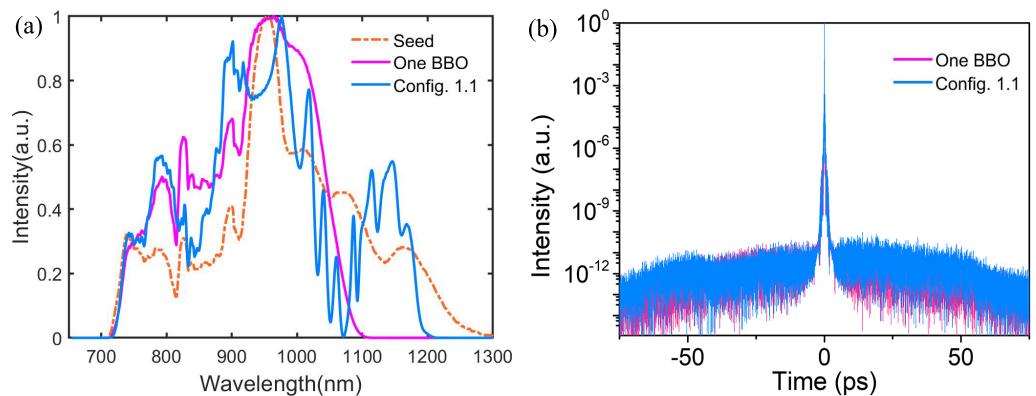 (a)
Intensity(a.u.)
1
0.8
0.6
0.4
0.2
0
Seed
One BBO
Config. 1.1
700 800 900 1000 1100 1200 1300
Wavelength(nm)
(b)
Intensity (a.u.)
10^0
10^-3
10^-6
10^-9
10^-12
One BBO
Config. 1.1
-50 0 50
Time (ps)